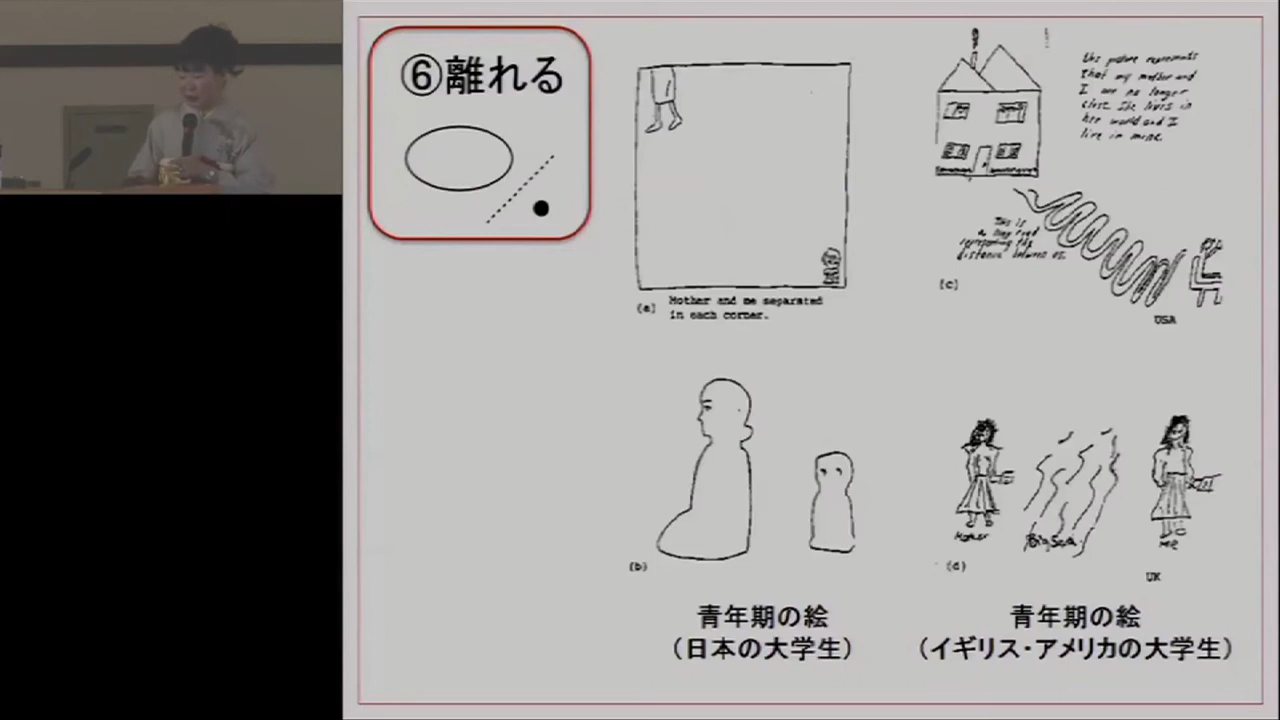 ⑥離れる
(a) Mother and me separated
in each corner.
(b)
this picture represents
that my mother and
I are no longer
close. She lives in
her world and I
live in mine.
This is
a long road
representing the
distance between us.
(c)
USA
Mother
Big Sea
Me
(d)
UK
青年期の絵
（日本の大学生）
青年期の絵
（イギリス・アメリカの大学生）